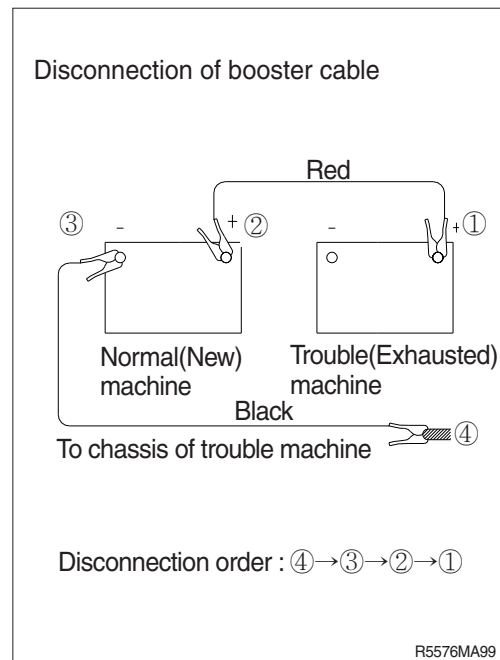 Disconnection of booster cable
Red
③ - + ② - + ①
Normal(New)
machine
Trouble(Exhausted)
machine
Black
To chassis of trouble machine ④
Disconnection order : ④→③→②→①
R5576MA99